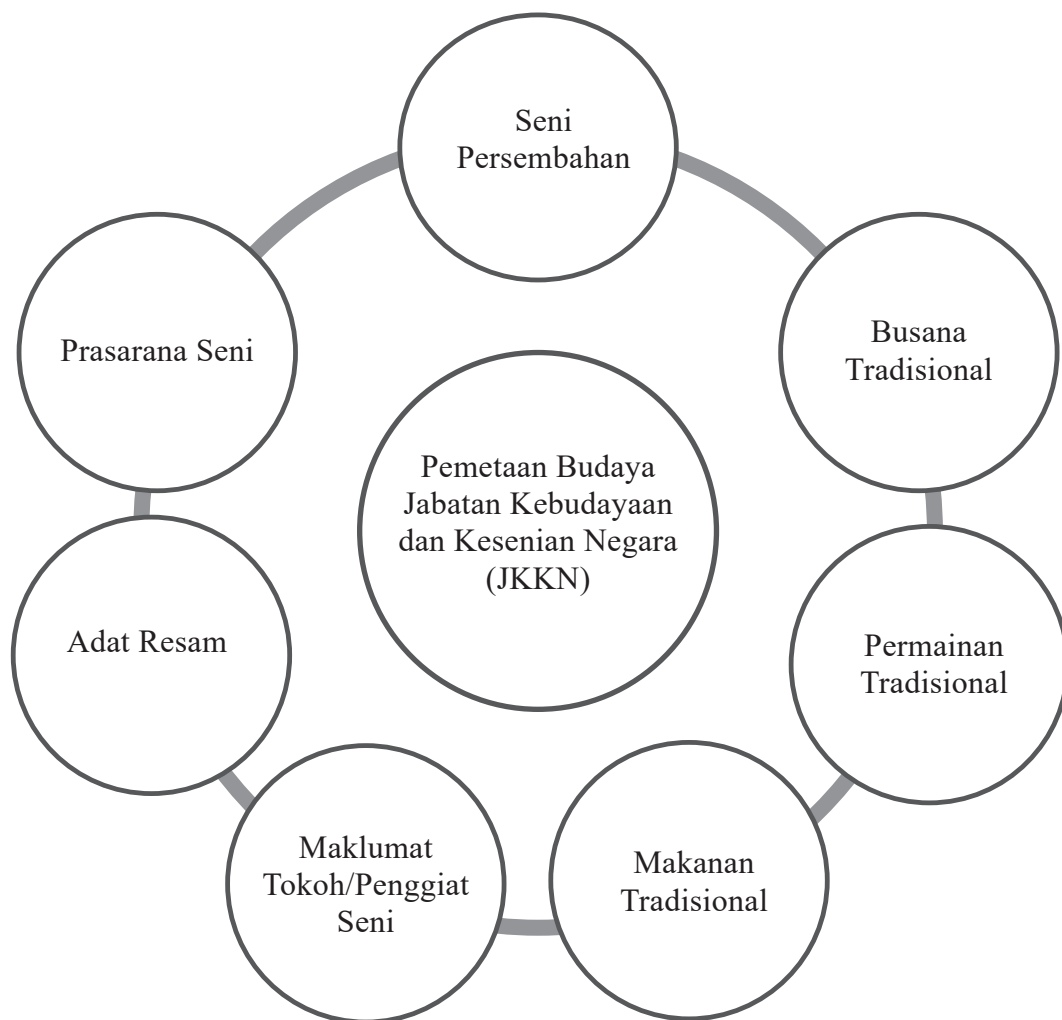 Seni
Persembahan
Busana
Tradisional
Prasarana Seni
Pemetaan Budaya
Jabatan Kebudayaan
dan Kesenian Negara
(JKKN)
Adat Resam
Permainan
Tradisional
Maklumat
Tokoh/Penggiat
Seni
Makanan
Tradisional